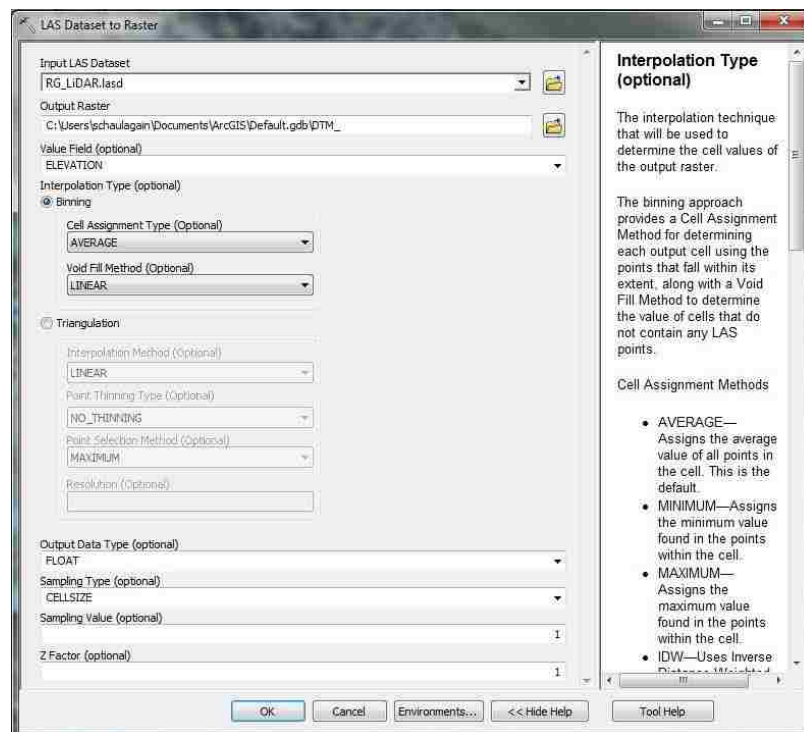 LAS Dataset to Raster
Input LAS Dataset
RG_LiDAR.lasd
Output Raster
C:\Users\schaulagain\Documents\ArcGIS\Default.gdb\DTM_
Value Field (optional)
ELEVATION
Interpolation Type (optional)
Binning
Cell Assignment Type (Optional)
AVERAGE
Void Fill Method (Optional)
LINEAR
Triangulation
Interpolation Method (Optional)
LINEAR
Point Thinning Type (Optional)
NO_THINNING
Point Selection Method (Optional)
MAXIMUM
Resolution (Optional)
Output Data Type (optional)
FLOAT
Sampling Type (optional)
CELLSIZE
Sampling Value (optional)
1
Z Factor (optional)
1
OK
Cancel
Environments...
<< Hide Help
Tool Help
Interpolation Type
(optional)
The interpolation technique
that will be used to
determine the cell values of
the output raster.
The binning approach
provides a Cell Assignment
Method for determining
each output cell using the
points that fall within its
extent, along with a Void
Fill Method to determine
the value of cells that do
not contain any LAS
points.
Cell Assignment Methods
• AVERAGE—
Assigns the average
value of all points in
the cell. This is the
default.
• MINIMUM—Assigns
the minimum value
found in the points
within the cell.
• MAXIMUM—
Assigns the
maximum value
found in the points
within the cell.
• IDW—Uses Inverse
Distance Weighted